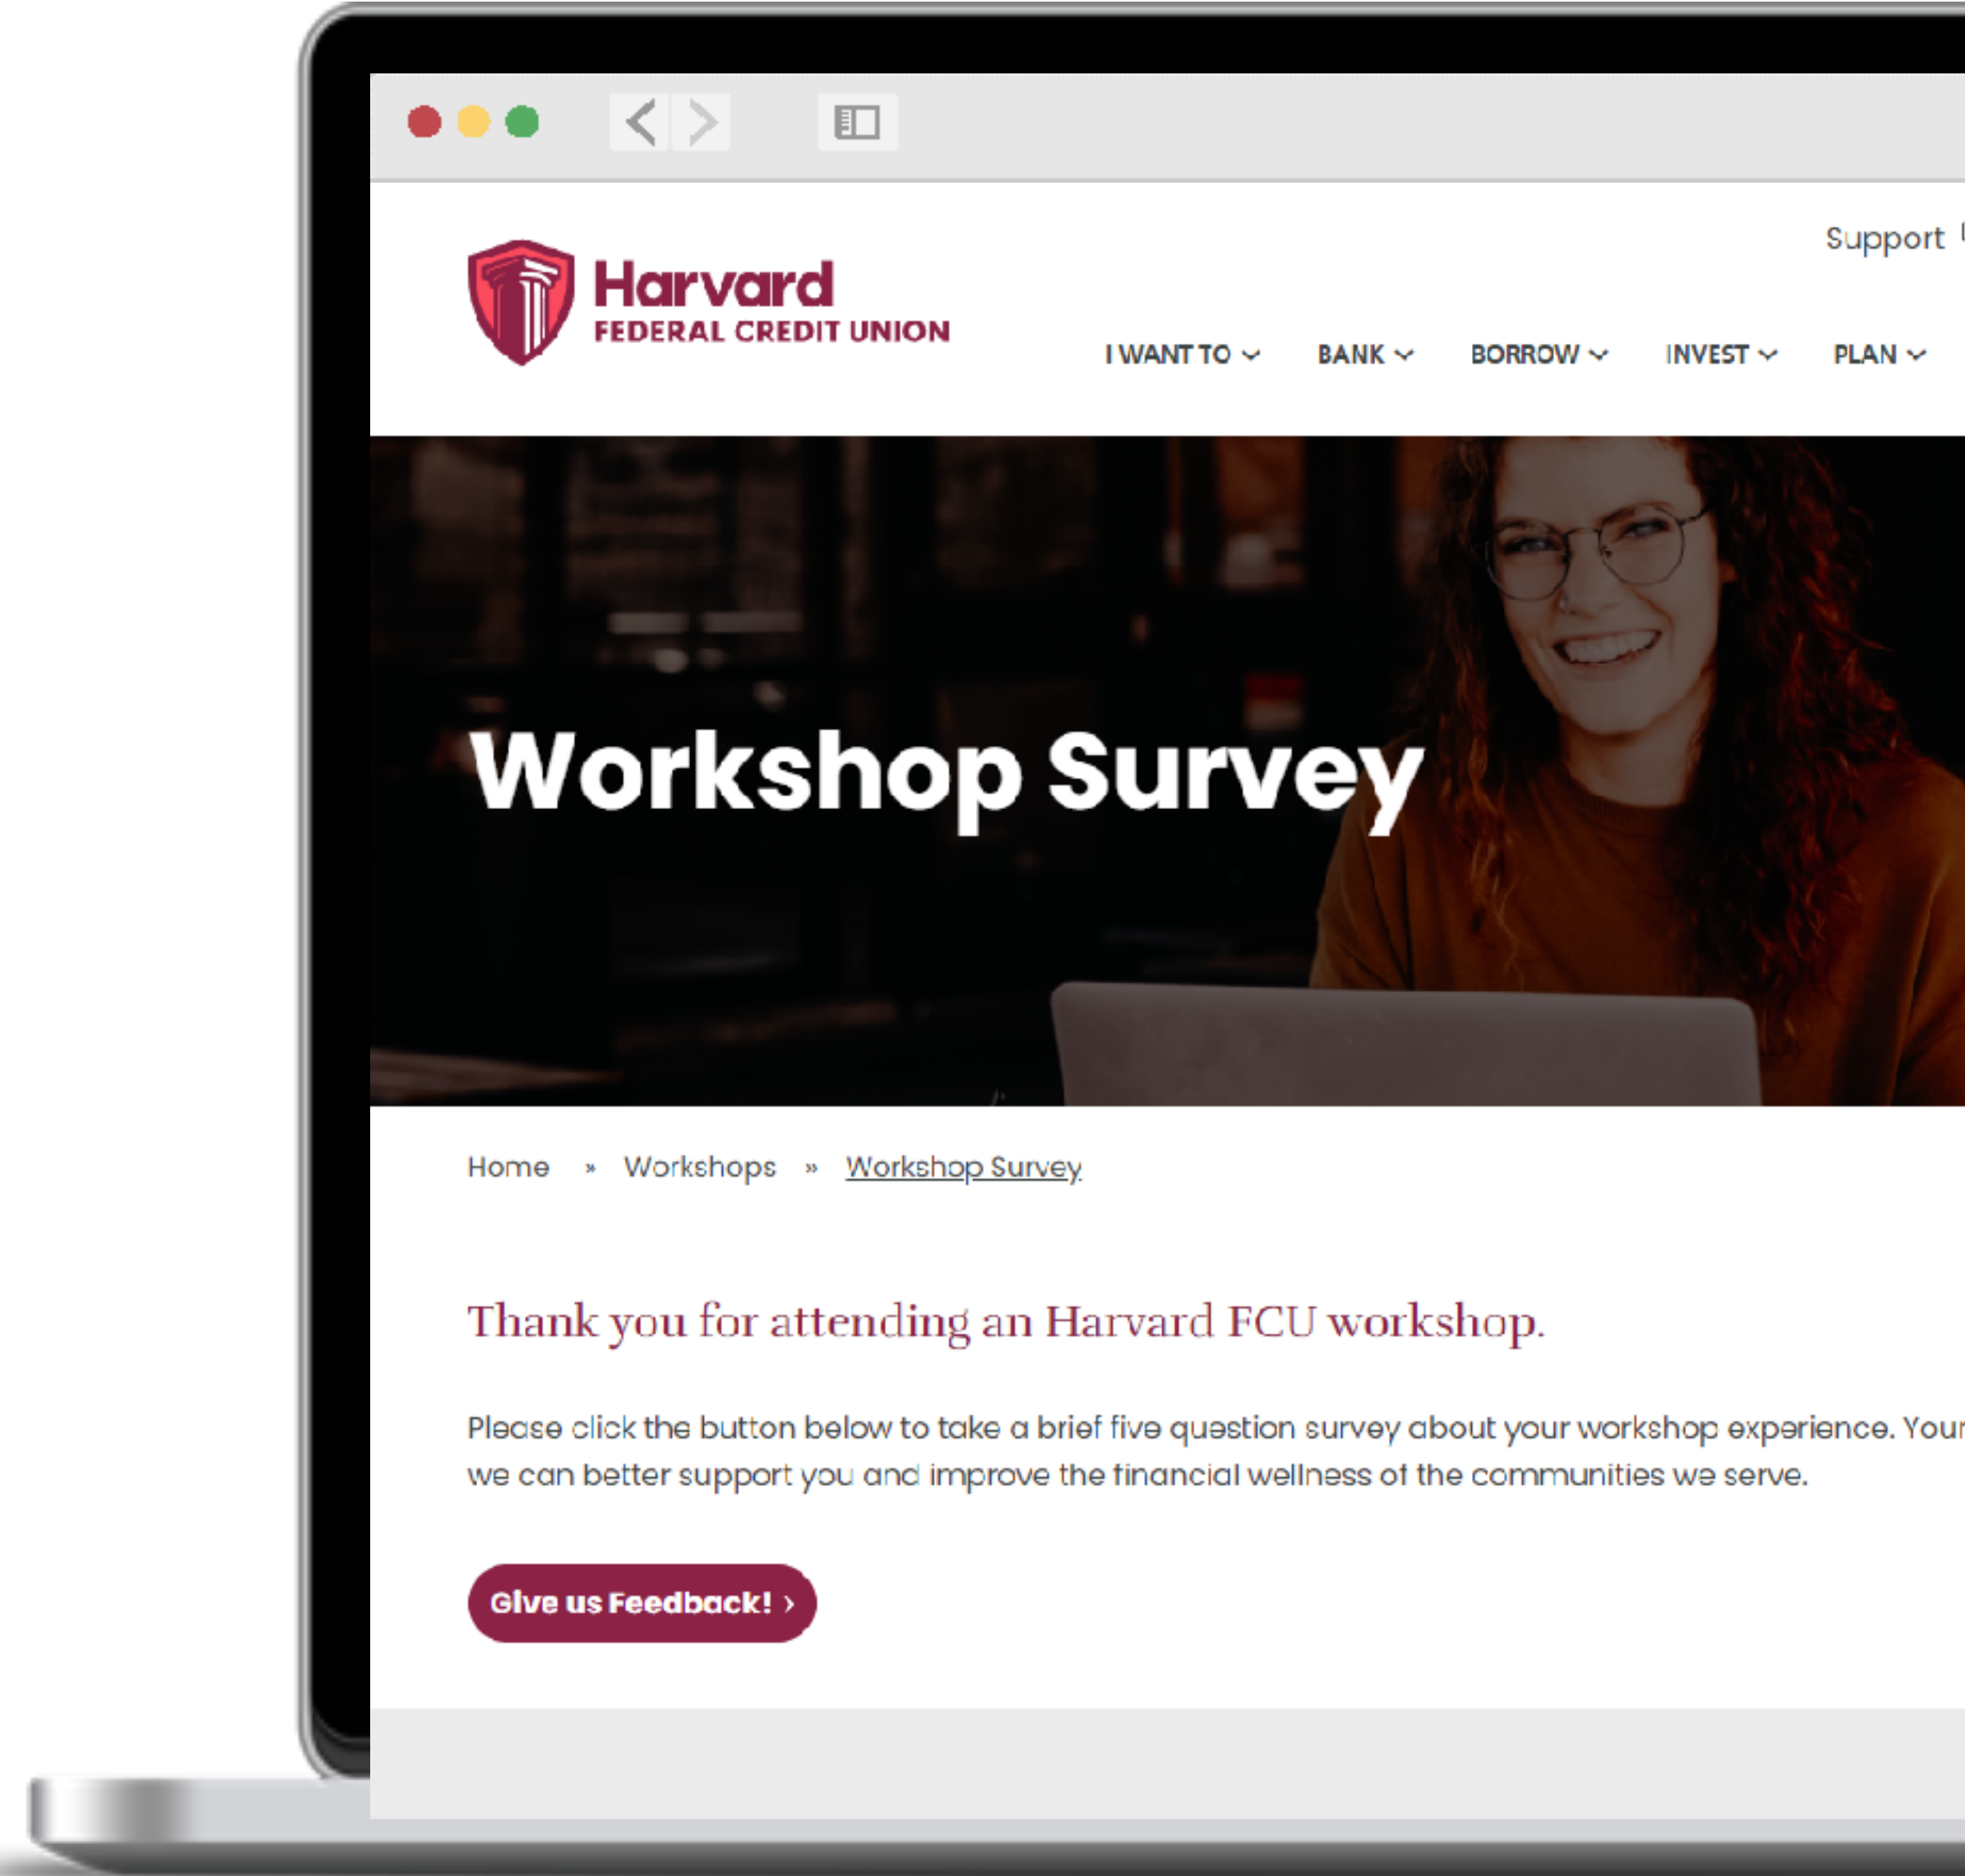 Support
Harvard
FEDERAL CREDIT UNION
I WANT TO BANK BORROW INVEST PLAN
Workshop Survey
Home » Workshops » Workshop Survey
Thank you for attending an Harvard FCU workshop.
Please click the button below to take a brief five question survey about your workshop experience. Your
we can better support you and improve the financial wellness of the communities we serve.
Give us Feedback! ›